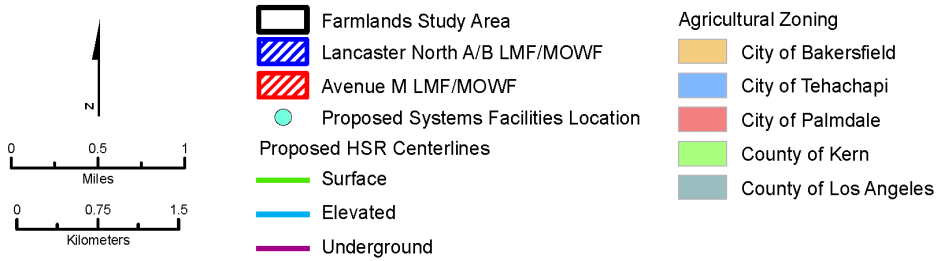 N
0 0.5 1
Miles
0 0.75 1.5
Kilometers
Farmlands Study Area
Lancaster North A/B LMF/MOWF
Avenue M LMF/MOWF
Proposed Systems Facilities Location
Proposed HSR Centerlines
Surface
Elevated
Underground
Agricultural Zoning
City of Bakersfield
City of Tehachapi
City of Palmdale
County of Kern
County of Los Angeles